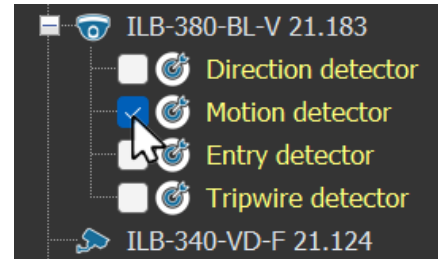 ILB-380-BL-V 21.183
Direction detector
Motion detector
Entry detector
Tripwire detector
ILB-340-VD-F 21.124